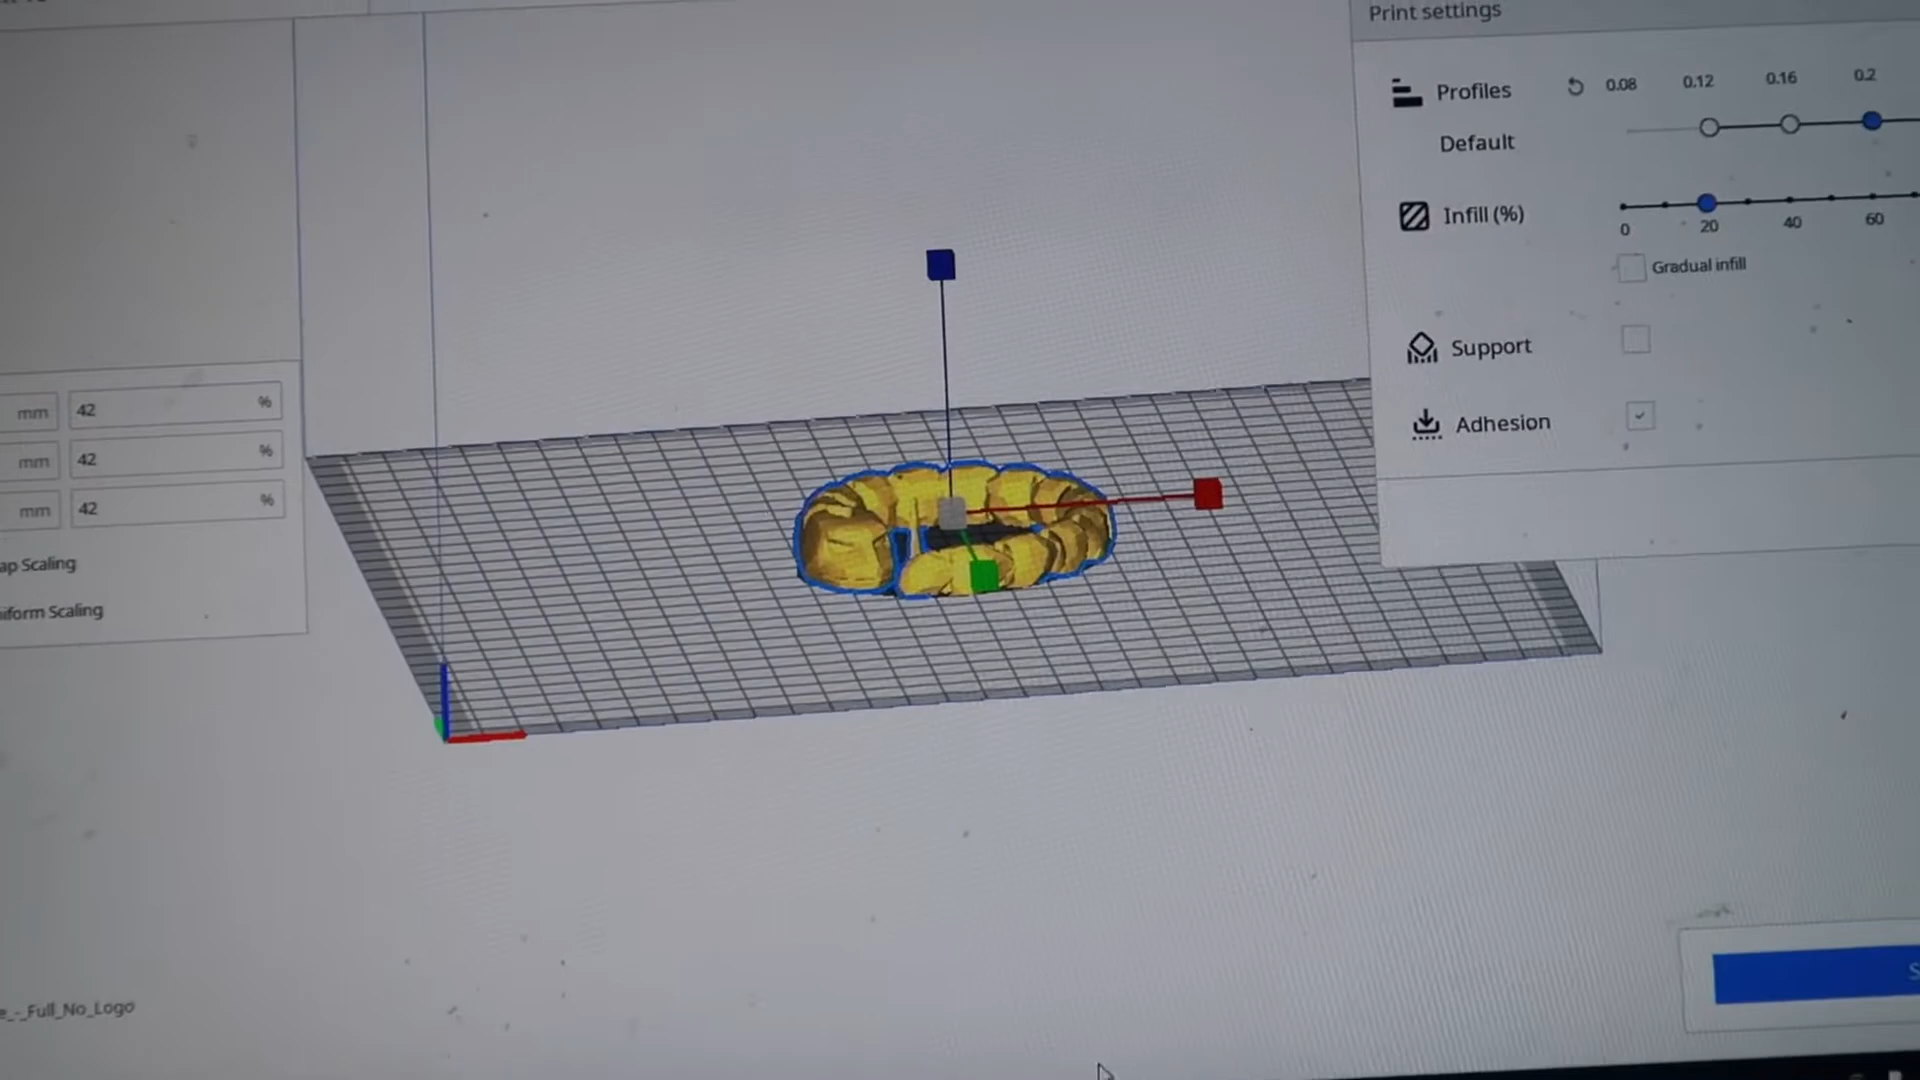 Print settings
Profiles 0.08 0.12 0.16 0.2
Default
Infill (%)
0 20 40 60
Gradual infill
Support
Adhesion
mm 42 %
mm 42 %
mm 42 %
ap Scaling
iform Scaling
e_-_Full_No_Logo
S